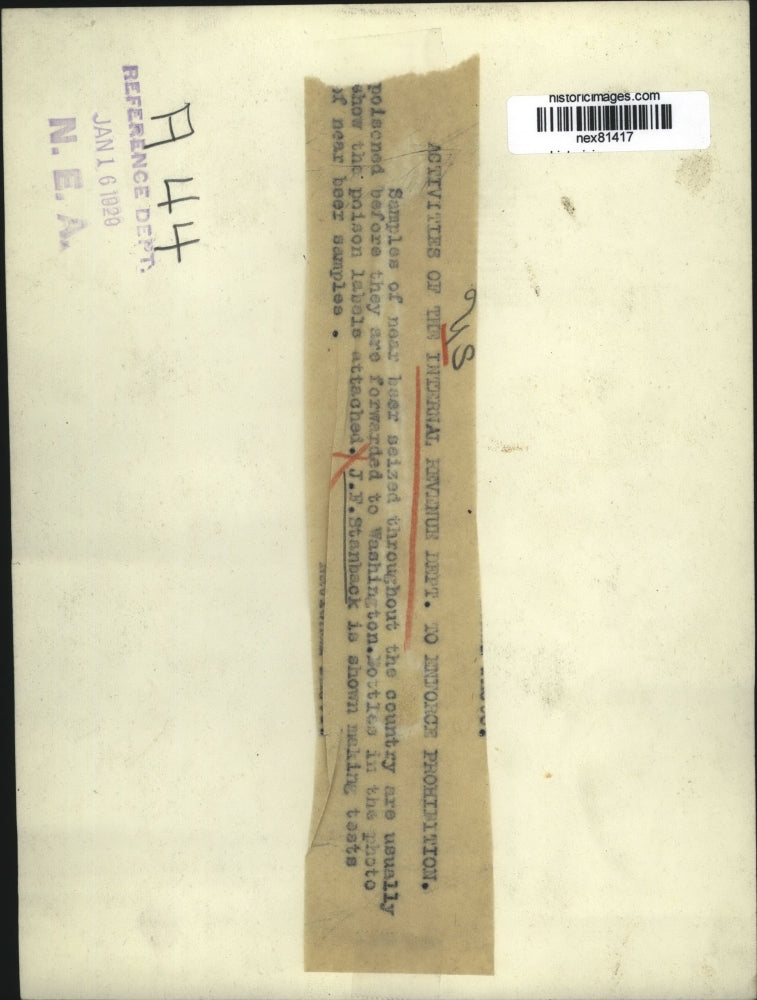 historicimages.com
nex81417
A 44
REFERENCE DEPT.
JAN 16 1920
N. E. A.
US
ACTIVITIES OF THE INTERNAL REVENUE DEPT. TO ENFORCE PROHIBITION.
Samples of near beer seized throughout the country are usually
poisoned before they are forwarded to Washington.Bottles in the photo
show the poison labels attached. J.F.Stanback is shown making tests
of near beer samples .